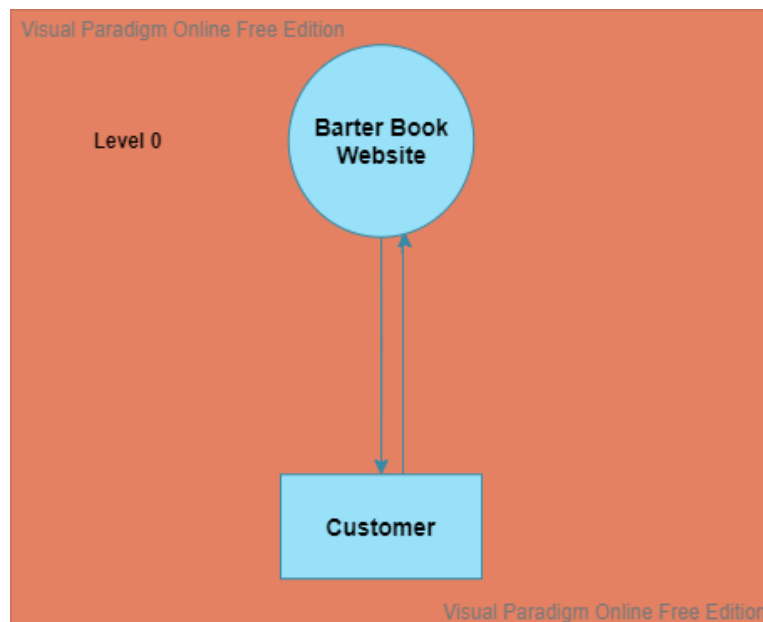 Visual Paradigm Online Free Edition
Barter Book
Website
Level 0
Customer
Visual Paradigm Online Free Edition